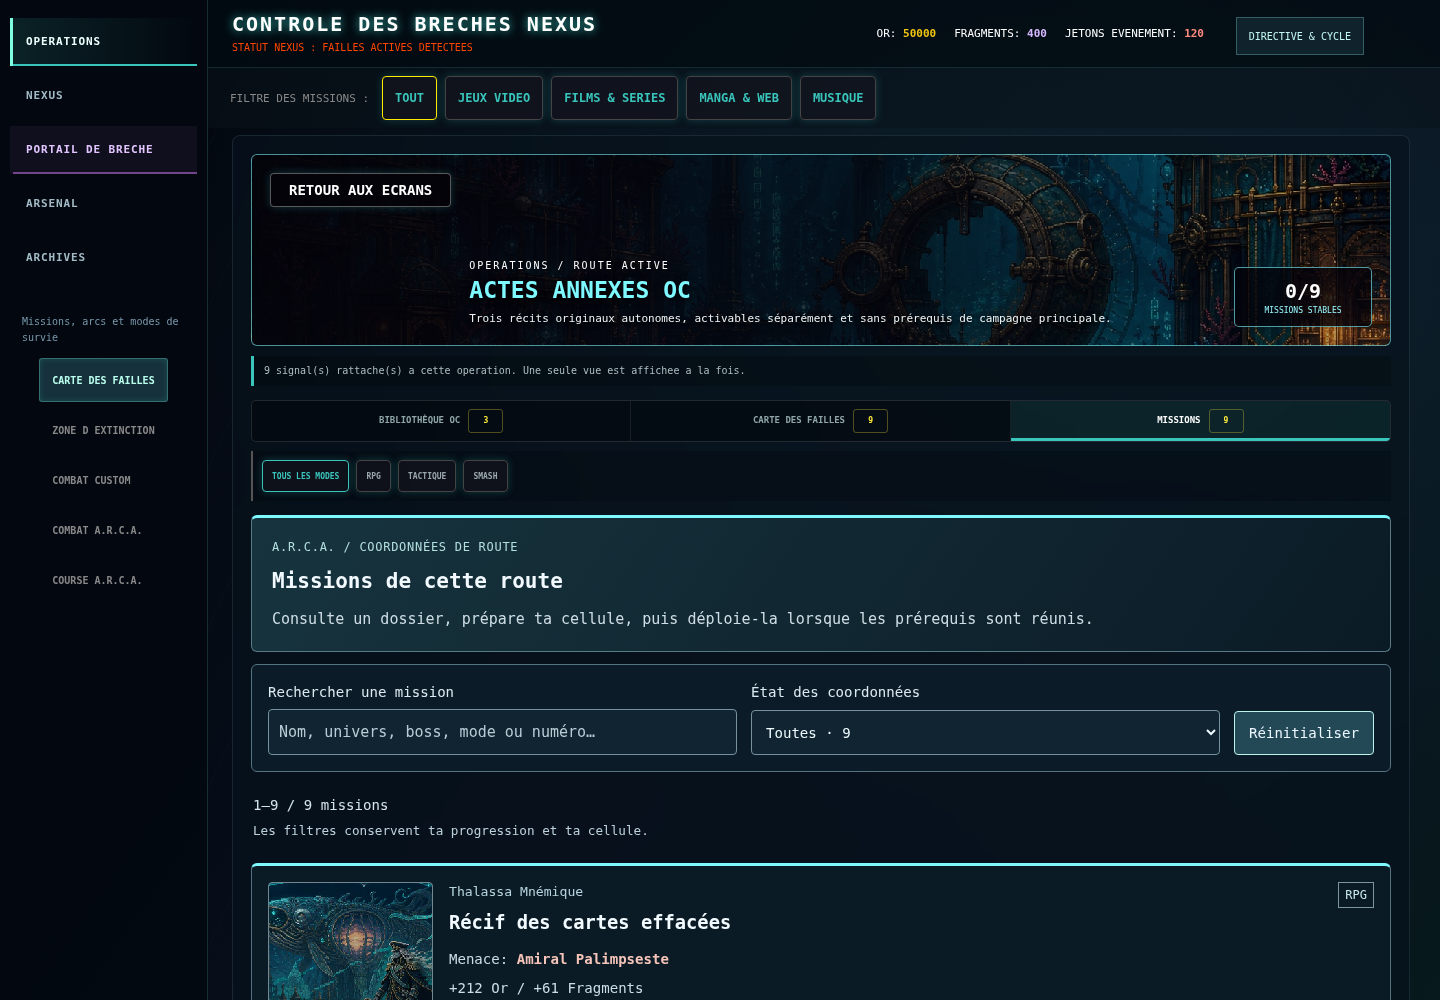 OPERATIONS
NEXUS
PORTAIL DE BRECHE
ARSENAL
ARCHIVES
Missions, arcs et modes de
survie
CARTE DES FAILLES
ZONE D EXTINCTION
COMBAT CUSTOM
COMBAT A.R.C.A.
COURSE A.R.C.A.
CONTROLE DES BRECHES NEXUS
STATUT NEXUS : FAILLES ACTIVES DETECTEES
OR: 50000 FRAGMENTS: 400 JETONS EVENEMENT: 120
DIRECTIVE & CYCLE
FILTRE DES MISSIONS : TOUT JEUX VIDEO FILMS & SERIES MANGA & WEB MUSIQUE
RETOUR AUX ECRANS
OPERATIONS / ROUTE ACTIVE
ACTES ANNEXES OC
Trois récits originaux autonomes, activables séparément et sans prérequis de campagne principale.
0/9
MISSIONS STABLES
9 signal(s) rattache(s) a cette operation. Une seule vue est affichee a la fois.
BIBLIOTHÈQUE OC 3 CARTE DES FAILLES 9 MISSIONS 9
TOUS LES MODES RPG TACTIQUE SMASH
A.R.C.A. / COORDONNÉES DE ROUTE
Missions de cette route
Consulte un dossier, prépare ta cellule, puis déploie-la lorsque les prérequis sont réunis.
Rechercher une mission État des coordonnées
Nom, univers, boss, mode ou numéro… Toutes · 9 Réinitialiser
1–9 / 9 missions
Les filtres conservent ta progression et ta cellule.
Thalassa Mnémique RPG
Récif des cartes effacées
Menace: Amiral Palimpseste
+212 Or / +61 Fragments